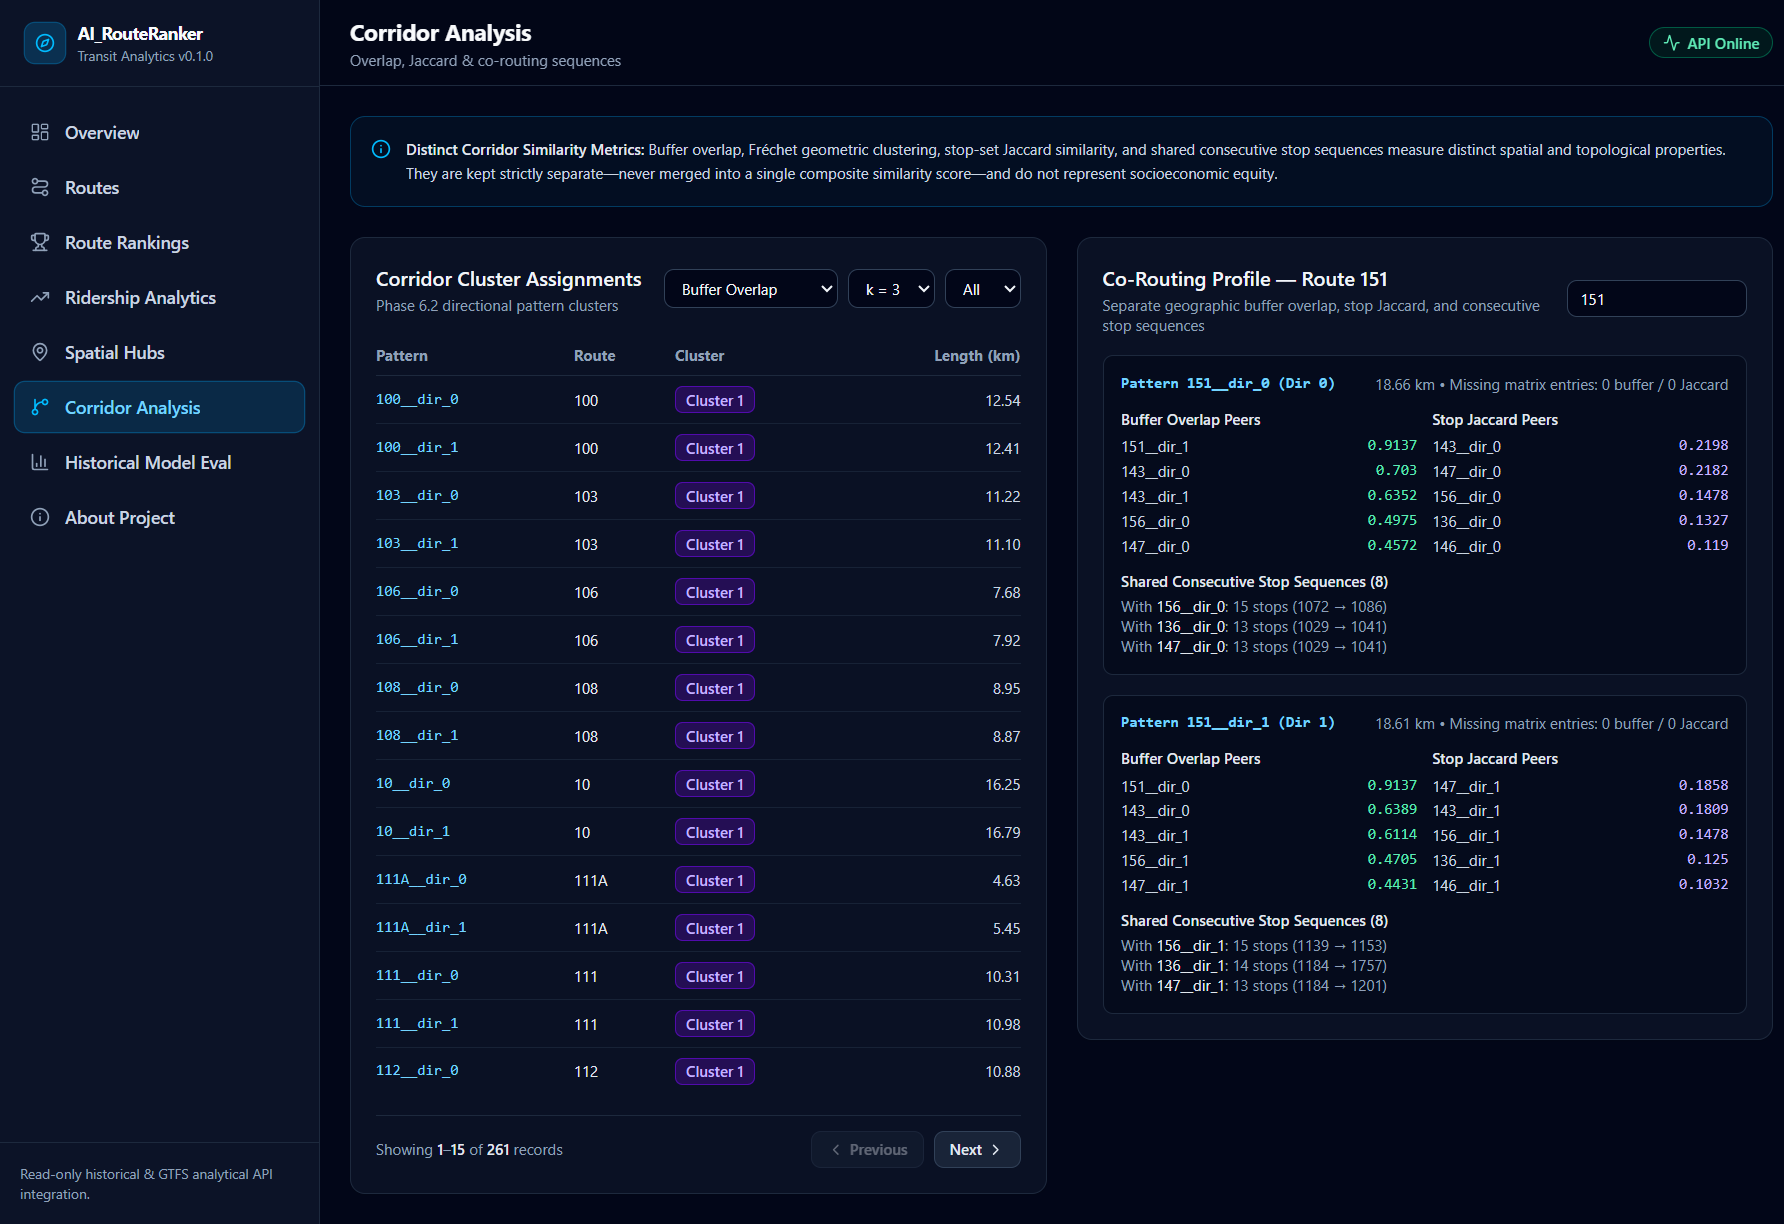 AI_RouteRanker
Transit Analytics v0.1.0
Overview
Routes
Route Rankings
Ridership Analytics
Spatial Hubs
Corridor Analysis
Historical Model Eval
About Project
Read-only historical & GTFS analytical API
integration.
Corridor Analysis
Overlap, Jaccard & co-routing sequences
API Online
Distinct Corridor Similarity Metrics: Buffer overlap, Fréchet geometric clustering, stop-set Jaccard similarity, and shared consecutive stop sequences measure distinct spatial and topological properties.
They are kept strictly separate—never merged into a single composite similarity score—and do not represent socioeconomic equity.
Corridor Cluster Assignments
Phase 6.2 directional pattern clusters
Buffer Overlap
k = 3
All
Pattern Route Cluster Length (km)
100__dir_0 100 Cluster 1 12.54
100__dir_1 100 Cluster 1 12.41
103__dir_0 103 Cluster 1 11.22
103__dir_1 103 Cluster 1 11.10
106__dir_0 106 Cluster 1 7.68
106__dir_1 106 Cluster 1 7.92
108__dir_0 108 Cluster 1 8.95
108__dir_1 108 Cluster 1 8.87
10__dir_0 10 Cluster 1 16.25
10__dir_1 10 Cluster 1 16.79
111A__dir_0 111A Cluster 1 4.63
111A__dir_1 111A Cluster 1 5.45
111__dir_0 111 Cluster 1 10.31
111__dir_1 111 Cluster 1 10.98
112__dir_0 112 Cluster 1 10.88
Showing 1–15 of 261 records
Previous
Next
Co-Routing Profile — Route 151
Separate geographic buffer overlap, stop Jaccard, and consecutive
stop sequences
151
Pattern 151__dir_0 (Dir 0) 18.66 km • Missing matrix entries: 0 buffer / 0 Jaccard
Buffer Overlap Peers Stop Jaccard Peers
151__dir_1 0.9137 143__dir_0 0.2198
143__dir_0 0.703 147__dir_0 0.2182
143__dir_1 0.6352 156__dir_0 0.1478
156__dir_0 0.4975 136__dir_0 0.1327
147__dir_0 0.4572 146__dir_0 0.119
Shared Consecutive Stop Sequences (8)
With 156__dir_0: 15 stops (1072 → 1086)
With 136__dir_0: 13 stops (1029 → 1041)
With 147__dir_0: 13 stops (1029 → 1041)
Pattern 151__dir_1 (Dir 1) 18.61 km • Missing matrix entries: 0 buffer / 0 Jaccard
Buffer Overlap Peers Stop Jaccard Peers
151__dir_0 0.9137 147__dir_1 0.1858
143__dir_0 0.6389 143__dir_1 0.1809
143__dir_1 0.6114 156__dir_1 0.1478
156__dir_1 0.4705 136__dir_1 0.125
147__dir_1 0.4431 146__dir_1 0.1032
Shared Consecutive Stop Sequences (8)
With 156__dir_1: 15 stops (1139 → 1153)
With 136__dir_1: 14 stops (1184 → 1757)
With 147__dir_1: 13 stops (1184 → 1201)